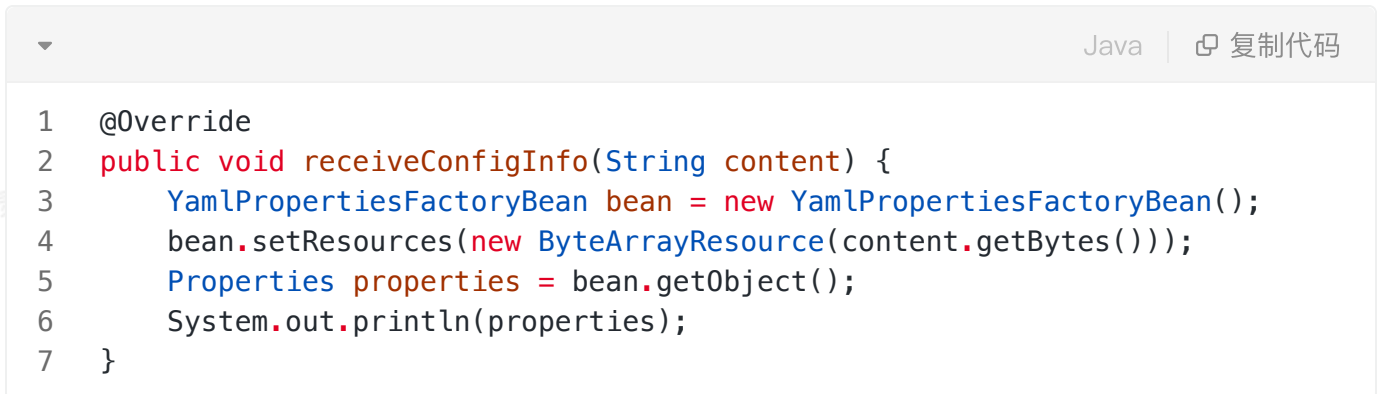 Java 复制代码
1 @Override
2 public void receiveConfigInfo(String content) {
3     YamlPropertiesFactoryBean bean = new YamlPropertiesFactoryBean();
4     bean.setResources(new ByteArrayResource(content.getBytes()));
5     Properties properties = bean.getObject();
6     System.out.println(properties);
7 }